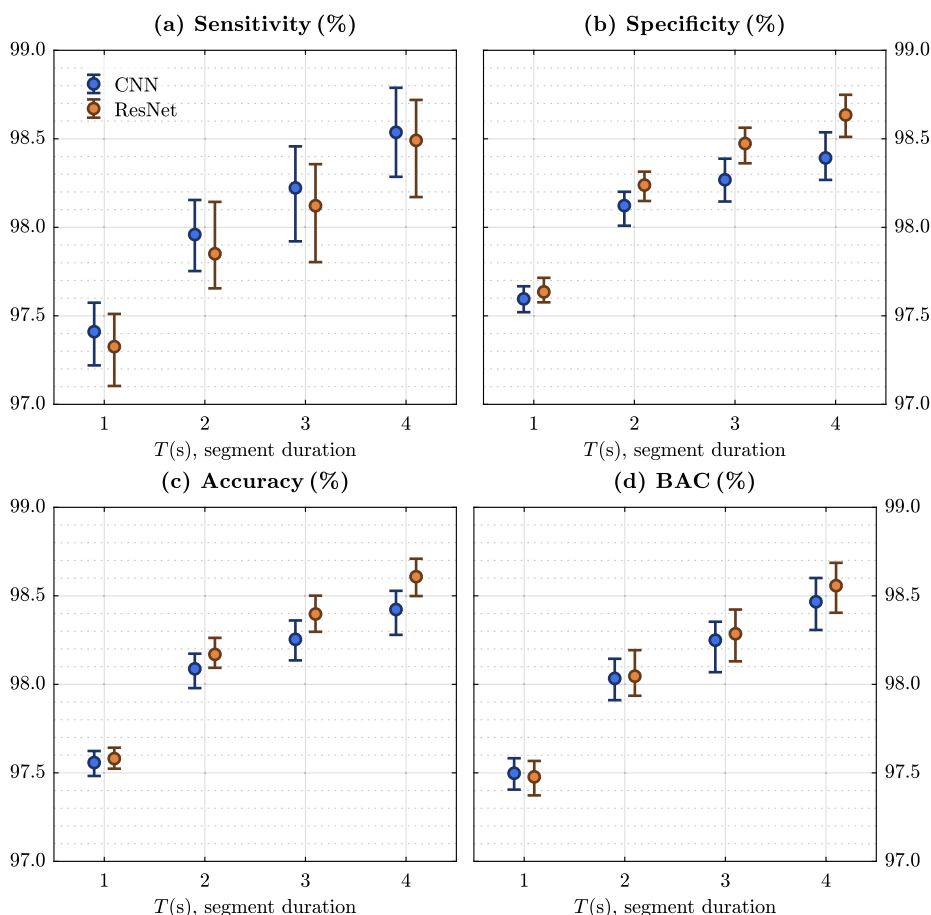 (a) Sensitivity (%)
(b) Specificity (%)
99.0
98.5
98.0
97.5
97.0
CNN
ResNet
99.0
98.5
98.0
97.5
97.0
1 2 3 4
1 2 3 4
T(s), segment duration
T(s), segment duration
(c) Accuracy (%)
(d) BAC (%)
99.0
98.5
98.0
97.5
97.0
99.0
98.5
98.0
97.5
97.0
1 2 3 4
1 2 3 4
T(s), segment duration
T(s), segment duration